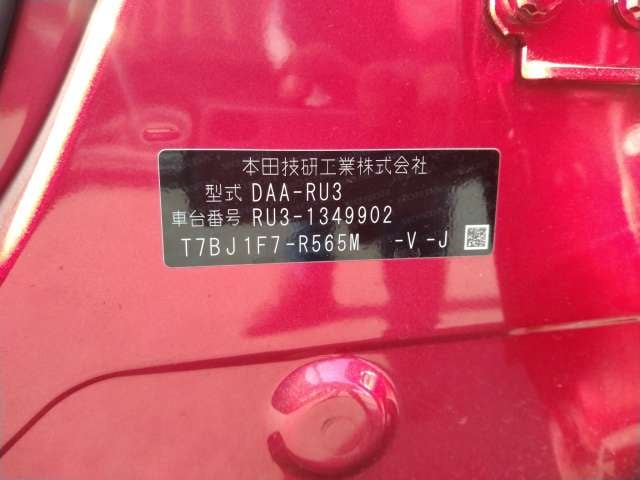 本田技研工業株式会社
型式 DAA-RU3
車台番号 RU3-1349902
T7BJ1F7-R565M -V -J